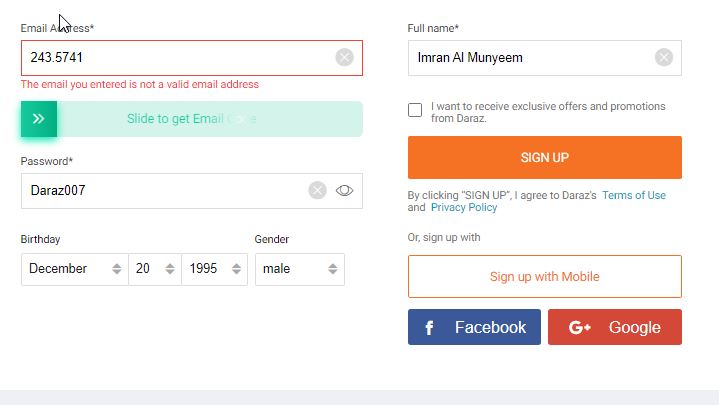 Email Address*
243.5741
The email you entered is not a valid email address
Slide to get Email Code
Password*
Daraz007
Birthday
Gender
December
20
1995
male
Full name*
Imran Al Munyeem
I want to receive exclusive offers and promotions
from Daraz.
SIGN UP
By clicking “SIGN UP”, I agree to Daraz's Terms of Use
and Privacy Policy
Or, sign up with
Sign up with Mobile
f Facebook
G+ Google